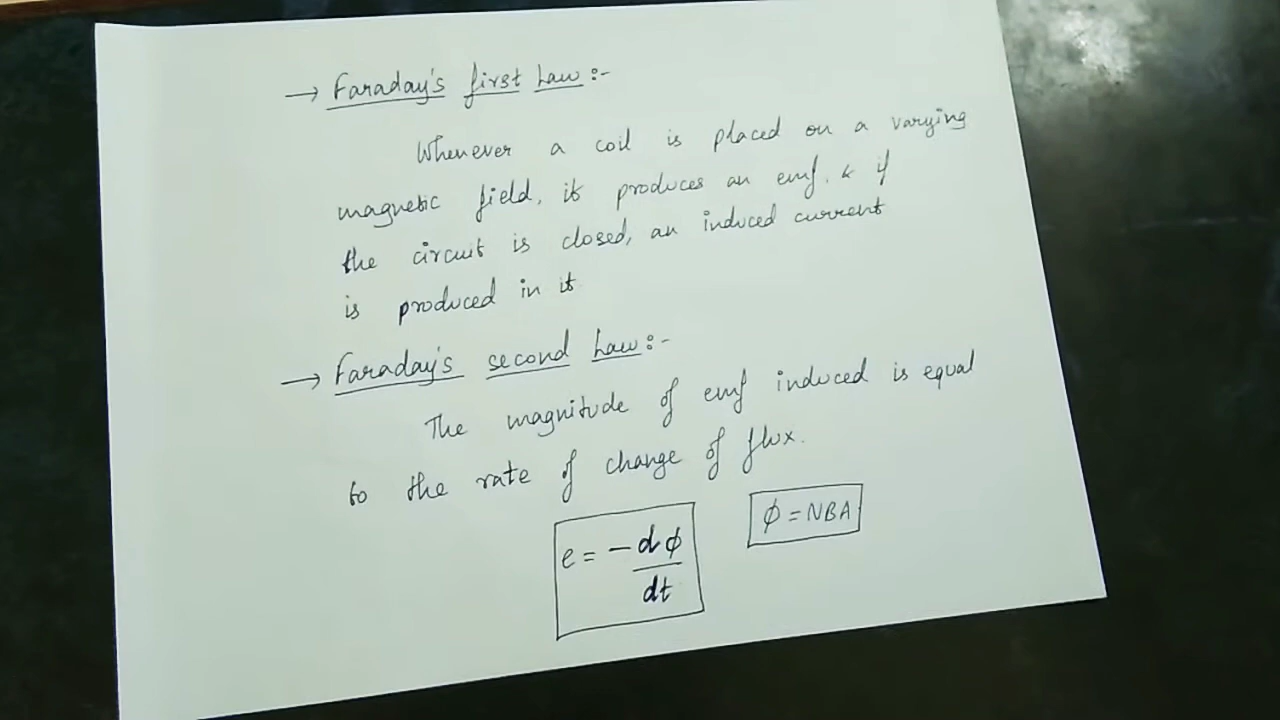 → Faraday's first Law :-
Whenever a coil is placed on a varying
magnetic field, it produces an emf. & if
the circuit is closed, an induced current
is produced in it
→ Faraday's second Law :-
The magnitude of emf induced is equal
to the rate of change of flux.
e = - dϕ/dt
ϕ = NBA